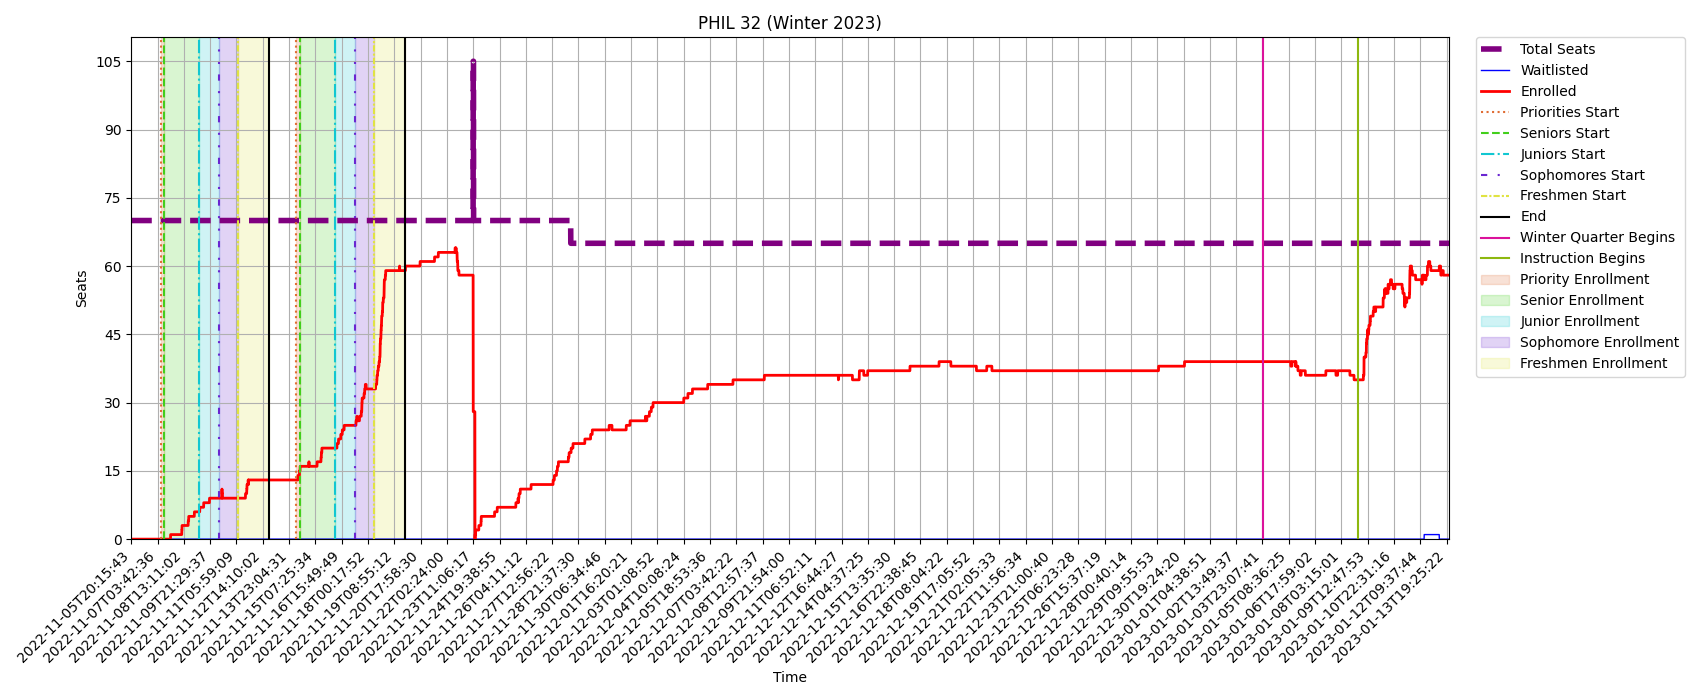 PHIL 32 (Winter 2023)
105
90
75
60
45
30
15
0
Seats
2022-11-05T20:15:43
2022-11-07T03:42:36
2022-11-08T13:11:02
2022-11-09T21:29:37
2022-11-11T05:59:09
2022-11-12T14:10:02
2022-11-13T23:04:31
2022-11-15T07:25:34
2022-11-16T15:49:49
2022-11-18T00:17:52
2022-11-19T08:55:12
2022-11-20T17:58:30
2022-11-22T02:24:00
2022-11-23T11:06:17
2022-11-24T19:38:55
2022-11-26T04:11:12
2022-11-27T12:56:22
2022-11-28T21:37:30
2022-11-30T06:34:46
2022-12-01T16:20:21
2022-12-03T01:08:52
2022-12-04T10:08:24
2022-12-05T18:53:36
2022-12-07T03:42:22
2022-12-08T12:57:37
2022-12-09T21:54:00
2022-12-11T06:52:11
2022-12-12T16:44:27
2022-12-14T04:37:25
2022-12-15T13:35:30
2022-12-16T22:38:45
2022-12-18T08:04:22
2022-12-19T17:05:52
2022-12-21T02:05:33
2022-12-22T11:56:34
2022-12-23T21:00:40
2022-12-25T06:23:28
2022-12-26T15:37:19
2022-12-28T00:40:14
2022-12-29T09:55:53
2022-12-30T19:24:20
2023-01-01T04:38:51
2023-01-02T13:49:37
2023-01-03T23:07:41
2023-01-05T08:36:25
2023-01-06T17:59:02
2023-01-08T03:15:01
2023-01-09T12:47:53
2023-01-10T22:31:16
2023-01-12T09:37:44
2023-01-13T19:25:22
Time
Total Seats
Waitlisted
Enrolled
Priorities Start
Seniors Start
Juniors Start
Sophomores Start
Freshmen Start
End
Winter Quarter Begins
Instruction Begins
Priority Enrollment
Senior Enrollment
Junior Enrollment
Sophomore Enrollment
Freshmen Enrollment